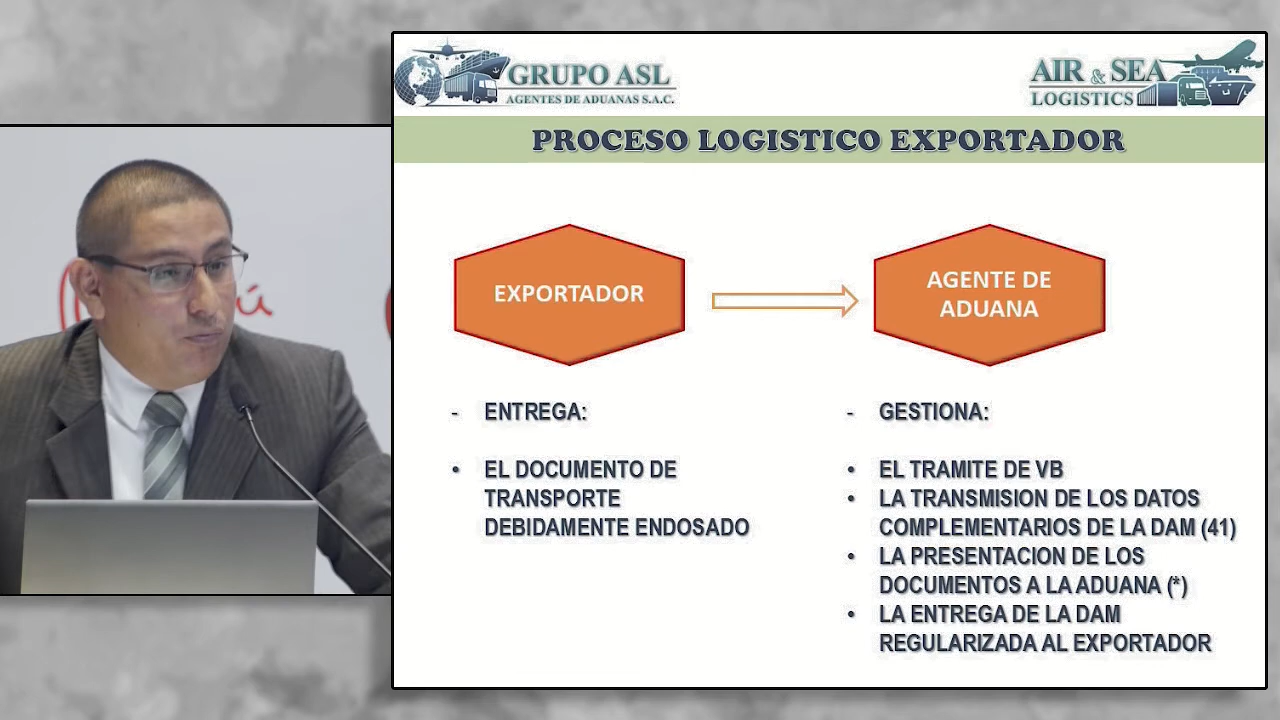 GRUPO ASL
AGENTES DE ADUANAS S.A.C.
AIR & SEA
LOGISTICS
PROCESO LOGISTICO EXPORTADOR
EXPORTADOR
AGENTE DE
ADUANA
- ENTREGA:
• EL DOCUMENTO DE
TRANSPORTE
DEBIDAMENTE ENDOSADO
- GESTIONA:
• EL TRAMITE DE VB
• LA TRANSMISION DE LOS DATOS
COMPLEMENTARIOS DE LA DAM (41)
• LA PRESENTACION DE LOS
DOCUMENTOS A LA ADUANA (*)
• LA ENTREGA DE LA DAM
REGULARIZADA AL EXPORTADOR